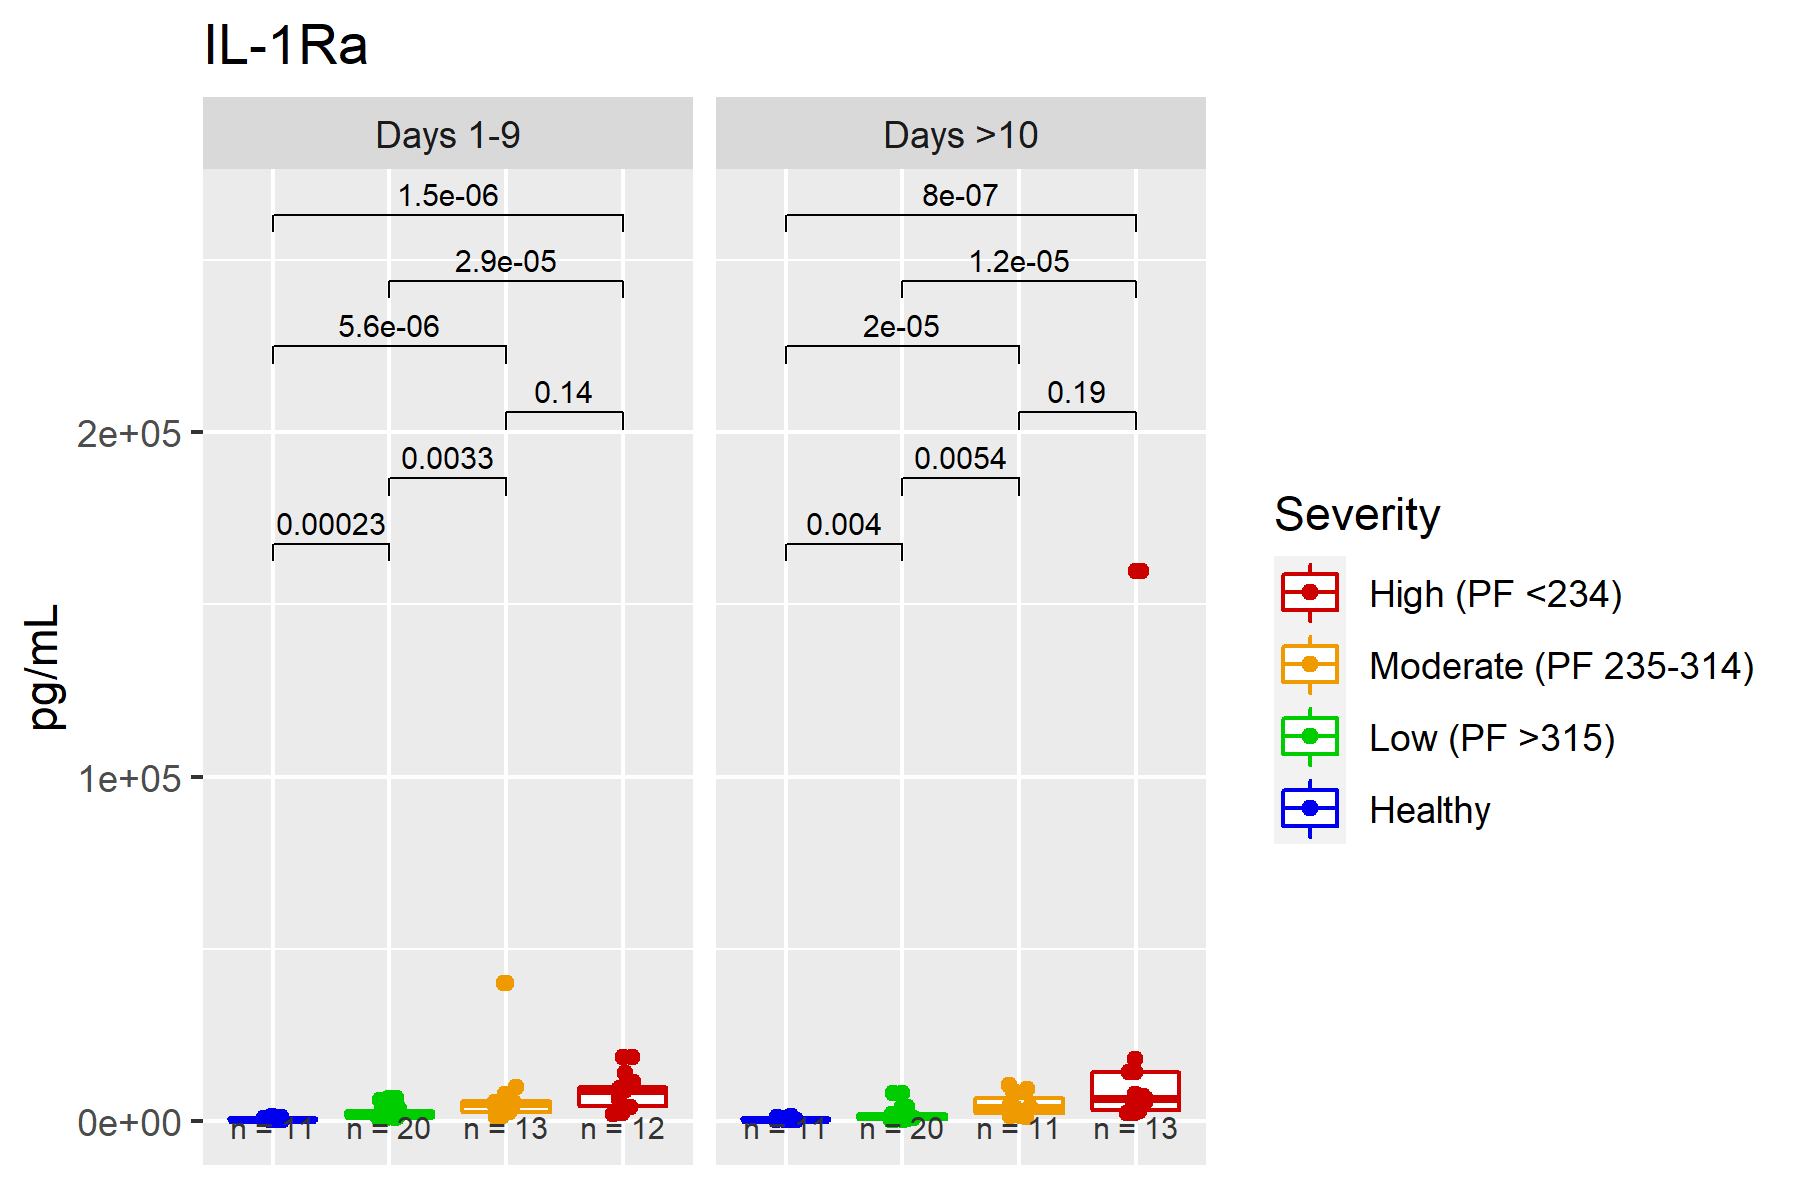 IL-1Ra
Days 1-9
Days >10
1.5e-06
2.9e-05
5.6e-06
0.14
0.0033
0.00023
8e-07
1.2e-05
2e-05
0.19
0.0054
0.004
2e+05
1e+05
0e+00
pg/mL
n = 11
n = 20
n = 13
n = 12
n = 11
n = 20
n = 11
n = 13
Severity
High (PF <234)
Moderate (PF 235-314)
Low (PF >315)
Healthy